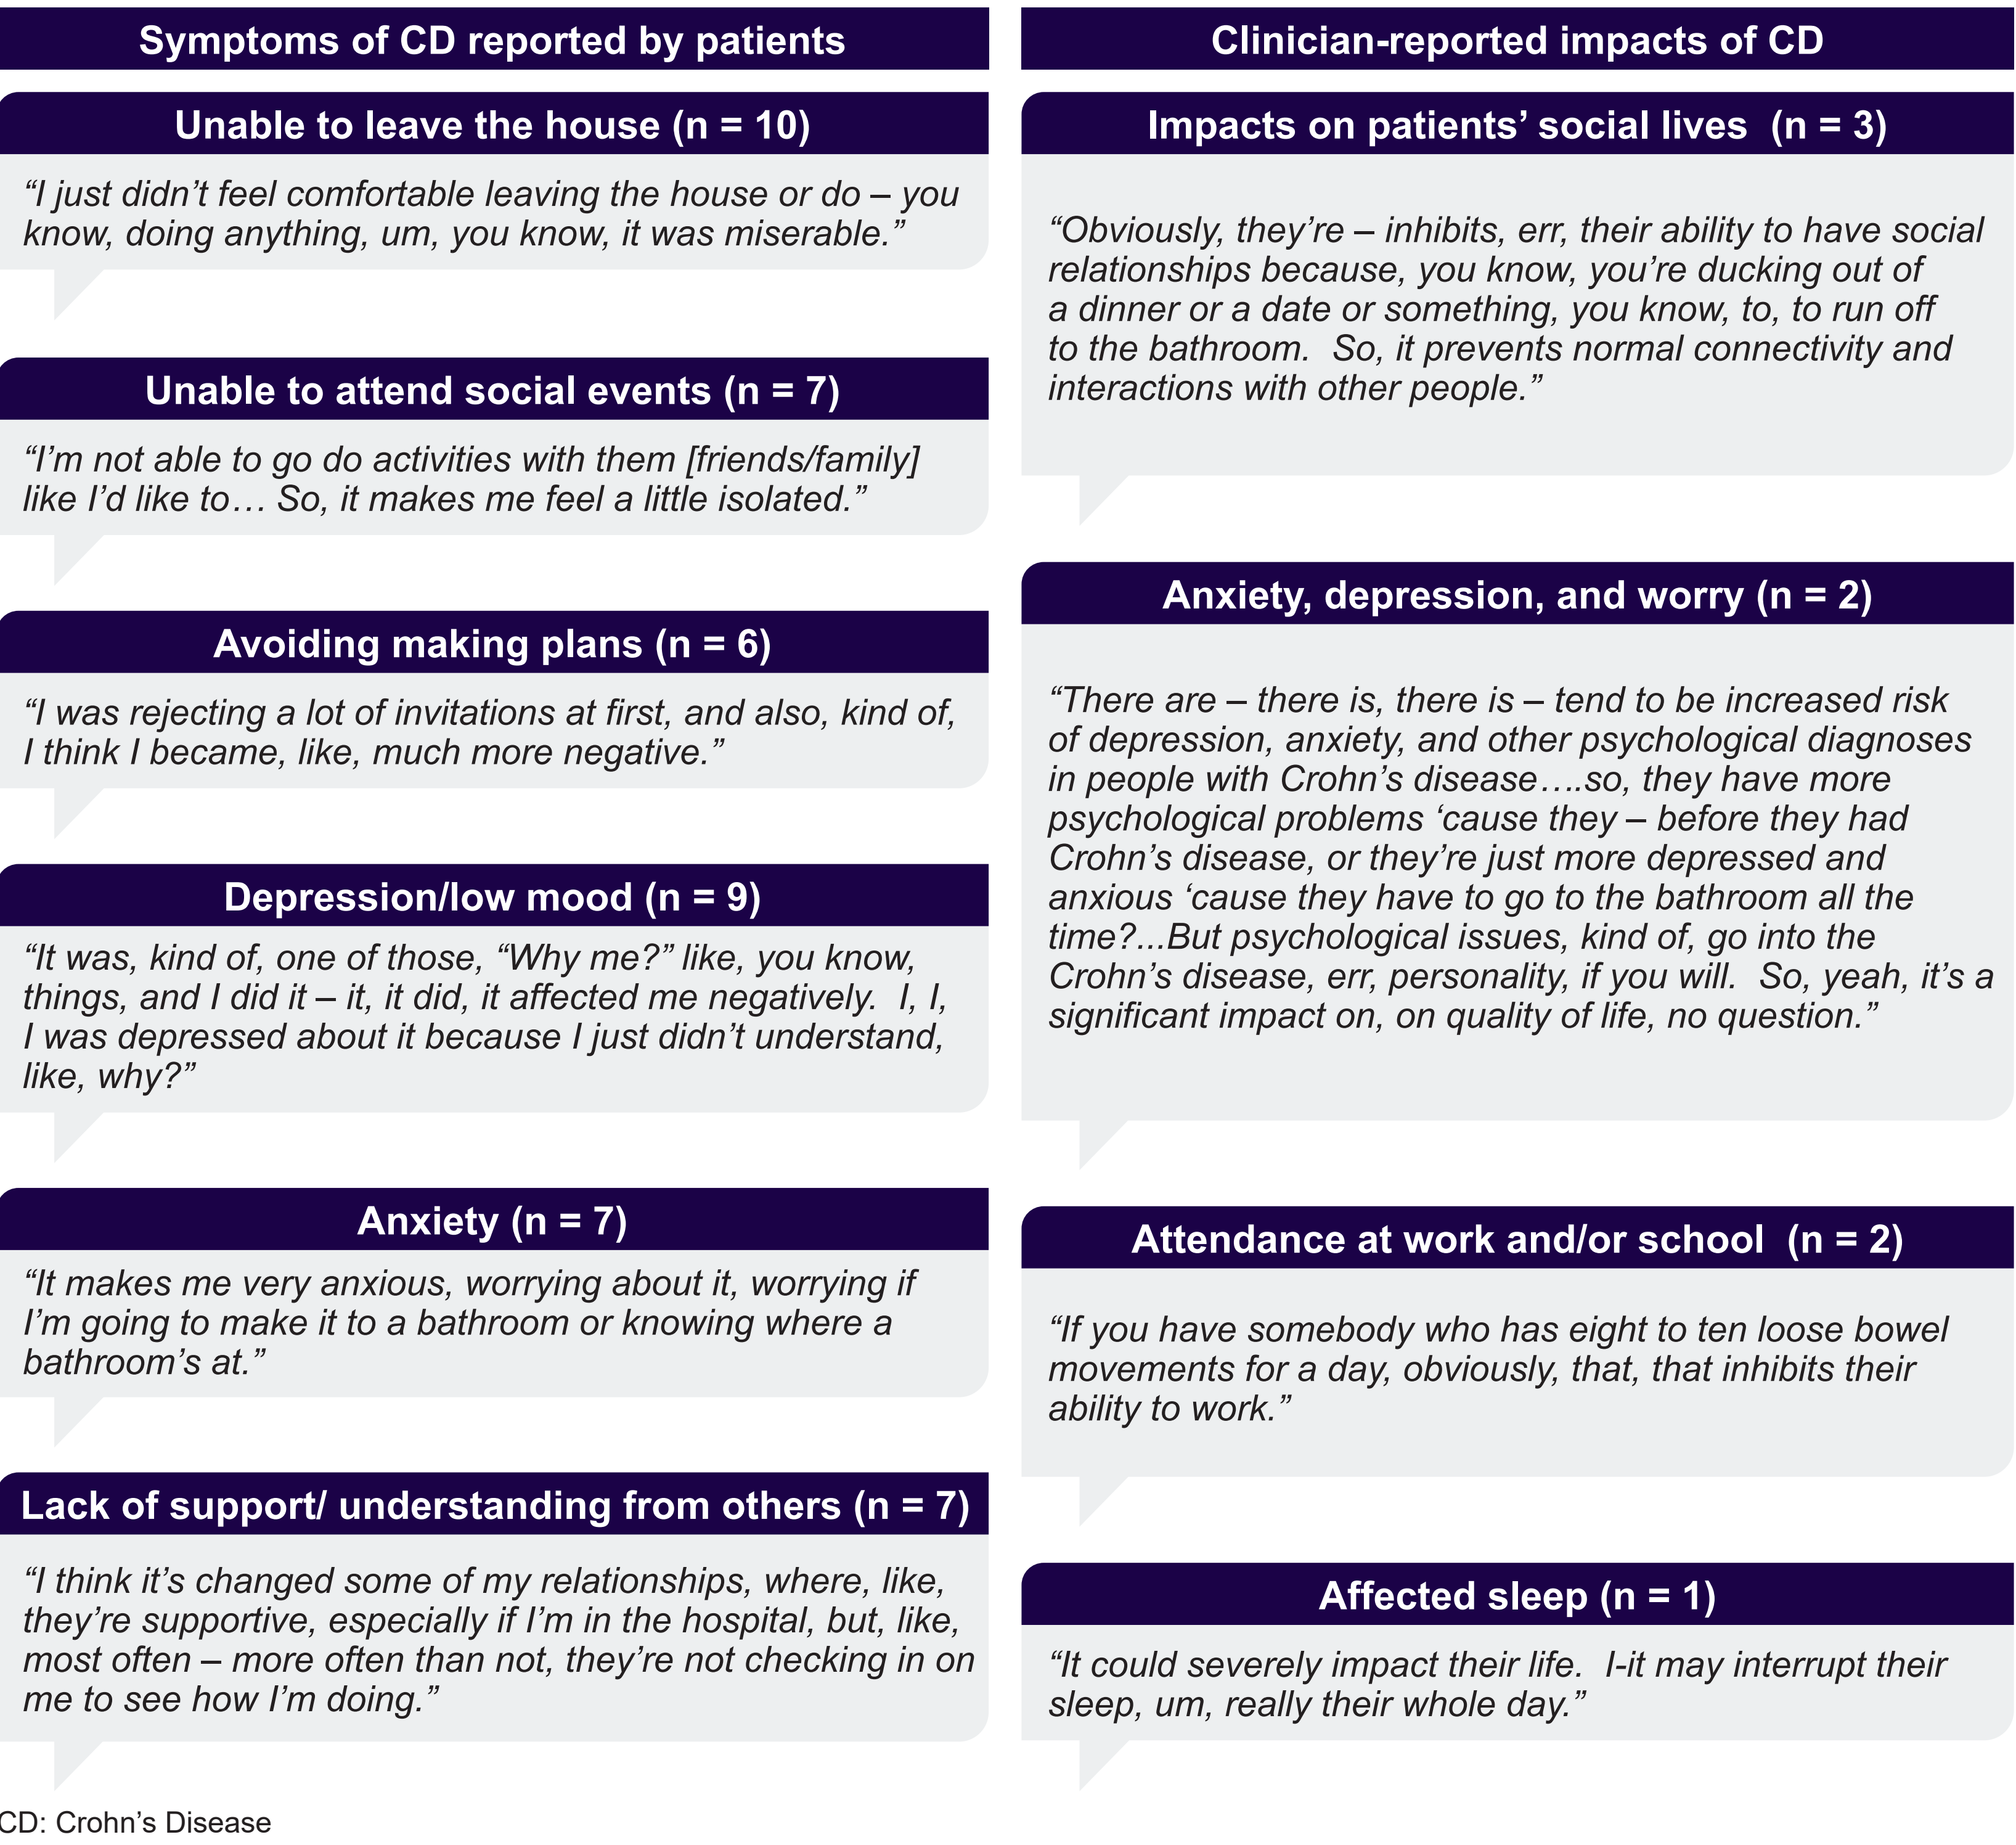 Symptoms of CD reported by patients
Unable to leave the house (n = 10)
“I just didn’t feel comfortable leaving the house or do – you
know, doing anything, um, you know, it was miserable.”
Unable to attend social events (n = 7)
“I’m not able to go do activities with them [friends/family]
like I’d like to… So, it makes me feel a little isolated.”
Avoiding making plans (n = 6)
“I was rejecting a lot of invitations at first, and also, kind of,
I think I became, like, much more negative.”
Depression/low mood (n = 9)
“It was, kind of, one of those, “Why me?” like, you know,
things, and I did it – it, it did, it affected me negatively.  I, I,
I was depressed about it because I just didn’t understand,
like, why?”
Anxiety (n = 7)
“It makes me very anxious, worrying about it, worrying if
I’m going to make it to a bathroom or knowing where a
bathroom’s at.”
Lack of support/ understanding from others (n = 7)
“I think it’s changed some of my relationships, where, like,
they’re supportive, especially if I’m in the hospital, but, like,
most often – more often than not, they’re not checking in on
me to see how I’m doing.”
Clinician-reported impacts of CD
Impacts on patients’ social lives  (n = 3)
“Obviously, they’re – inhibits, err, their ability to have social
relationships because, you know, you’re ducking out of
a dinner or a date or something, you know, to, to run off
to the bathroom.  So, it prevents normal connectivity and
interactions with other people.”
Anxiety, depression, and worry (n = 2)
“There are – there is, there is – tend to be increased risk
of depression, anxiety, and other psychological diagnoses
in people with Crohn’s disease….so, they have more
psychological problems ‘cause they – before they had
Crohn’s disease, or they’re just more depressed and
anxious ‘cause they have to go to the bathroom all the
time?...But psychological issues, kind of, go into the
Crohn’s disease, err, personality, if you will.  So, yeah, it’s a
significant impact on, on quality of life, no question.”
Attendance at work and/or school  (n = 2)
“If you have somebody who has eight to ten loose bowel
movements for a day, obviously, that, that inhibits their
ability to work.”
Affected sleep (n = 1)
“It could severely impact their life.  I-it may interrupt their
sleep, um, really their whole day.”
CD: Crohn’s Disease